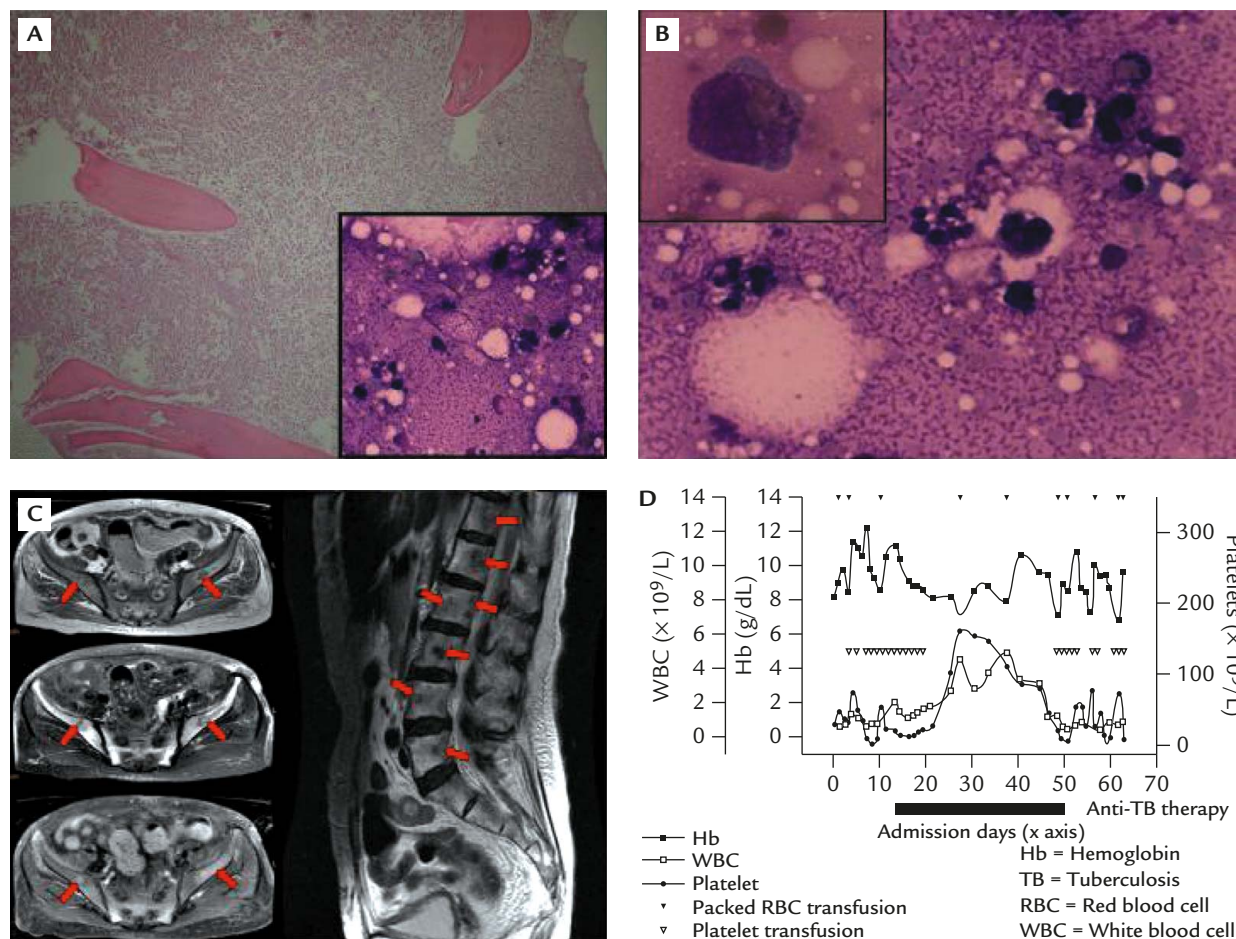 A
B
C
D
WBC (× 10⁹/L)
14
12
10
8
6
4
2
0
Hb (g/dL)
14
12
10
8
6
4
2
0
300
200
100
0
Platelets (× 10⁹/L)
0 10 20 30 40 50 60 70
Anti-TB therapy
Admission days (x axis)
Hb
WBC
Platelet
Packed RBC transfusion
Platelet transfusion
Hb = Hemoglobin
TB = Tuberculosis
RBC = Red blood cell
WBC = White blood cell